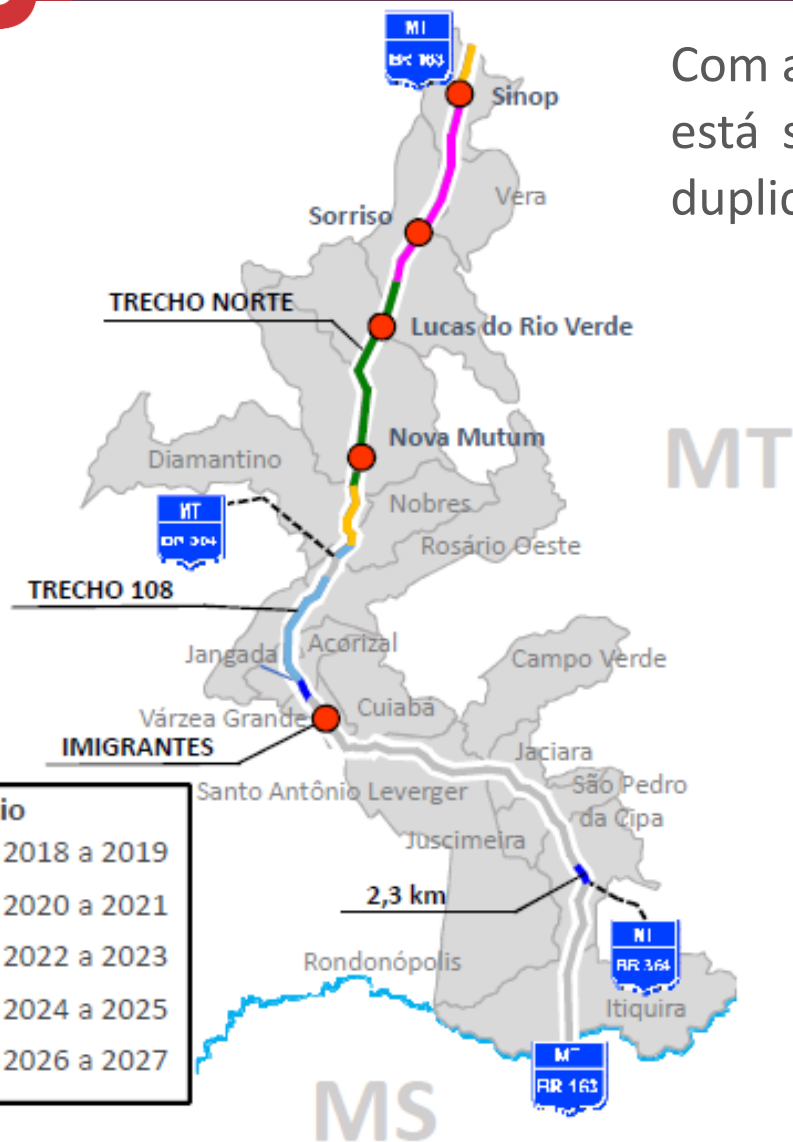 MT
BR 163
Com a
está s
duplic
Sinop
Vera
Sorriso
TRECHO NORTE
Lucas do Rio Verde
Nova Mutum
MT
Diamantino
Nobres
MT
Rosário Oeste
TRECHO 108
Acorizal
Jangada
Campo Verde
Cuiabá
Várzea Grande
IMIGRANTES
Jaciara
São Pedro
da Cipa
Santo Antônio Leverger
Juscimeira
io
2018 a 2019
2020 a 2021
2022 a 2023
2024 a 2025
2026 a 2027
2,3 km
BR 364
Rondonópolis
Itiquira
BR 163
MS